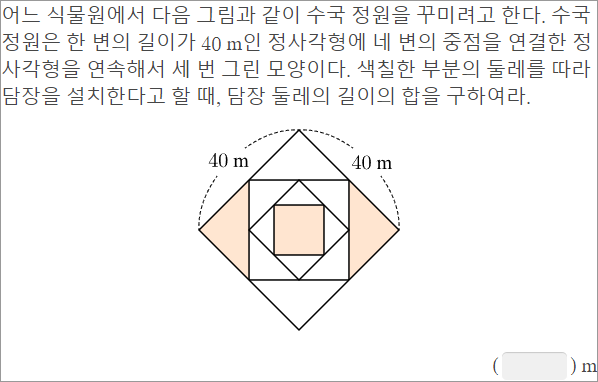 어느 식물원에서 다음 그림과 같이 수국 정원을 꾸미려고 한다. 수국
정원은 한 변의 길이가 40 m인 정사각형에 네 변의 중점을 연결한 정
사각형을 연속해서 세 번 그린 모양이다. 색칠한 부분의 둘레를 따라
담장을 설치한다고 할 때, 담장 둘레의 길이의 합을 구하여라.
40 m 40 m
( ) m